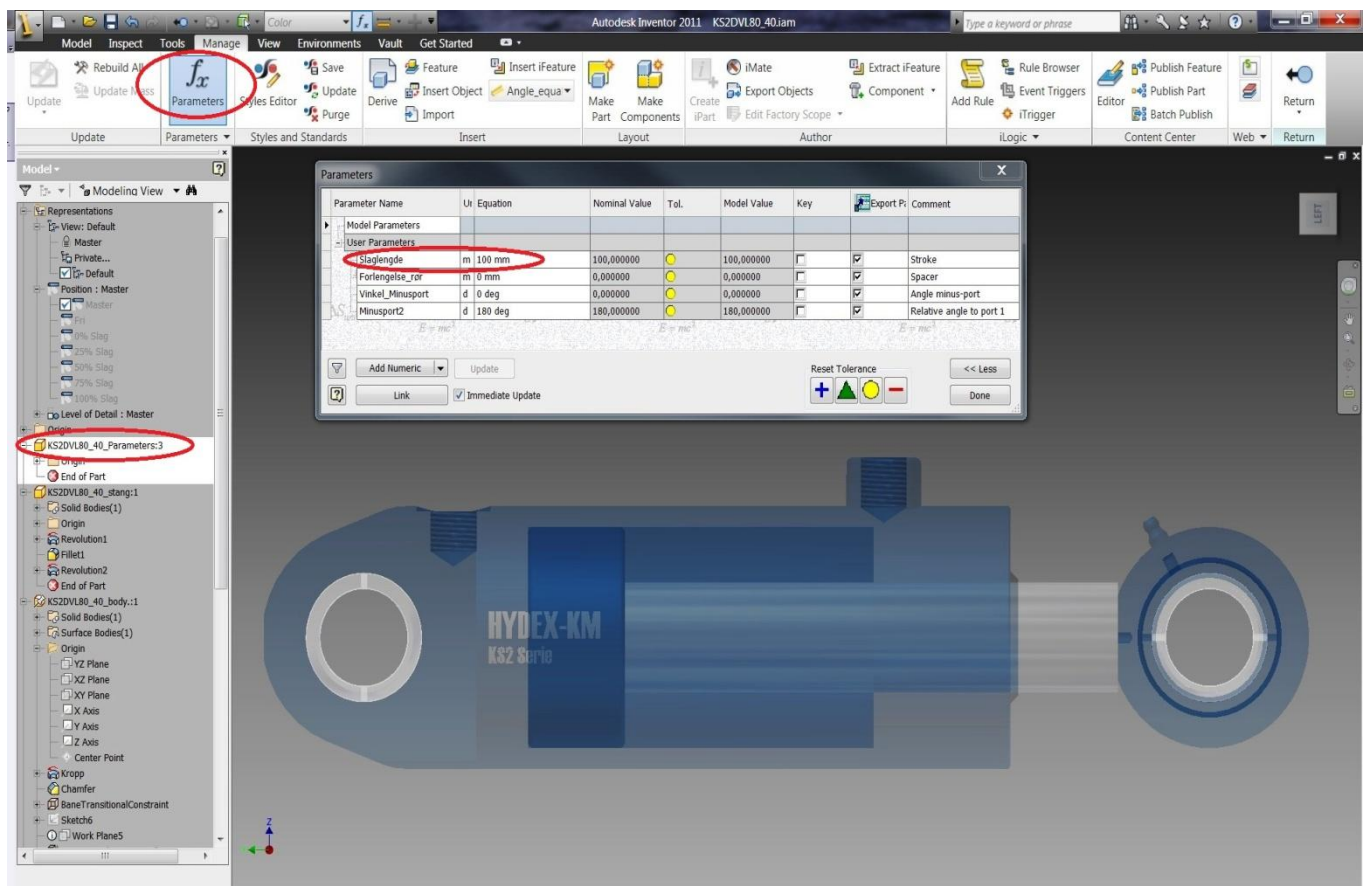 Color
fx
Autodesk Inventor 2011 KS2DVL80_40.iam
Type a keyword or phrase
Model Inspect Tools Manage View Environments Vault Get Started
Rebuild All
Update Mass
Update
fx
Parameters
Styles Editor
Save
Update
Purge
Derive
Feature
Insert Object
Import
Insert iFeature
Angle_equa
Make Part
Make Components
Create iPart
iMate
Export Objects
Edit Factory Scope
Extract iFeature
Component
Add Rule
Rule Browser
Event Triggers
iTrigger
Editor
Publish Feature
Publish Part
Batch Publish
Return
Update Parameters Styles and Standards Insert Layout Author iLogic Content Center Web Return
Model
Modeling View
Representations
View: Default
Master
Private...
Default
Position : Master
Master
Fri
0% Slag
25% Slag
50% Slag
75% Slag
100% Slag
Level of Detail : Master
Origin
KS2DVL80_40_Parameters:3
Origin
End of Part
KS2DVL80_40_stang:1
Solid Bodies(1)
Origin
Revolution1
Fillet1
Revolution2
End of Part
KS2DVL80_40_body.:1
Solid Bodies(1)
Surface Bodies(1)
Origin
YZ Plane
XZ Plane
XY Plane
X Axis
Y Axis
Z Axis
Center Point
Kropp
Chamfer
BaneTransitionalConstraint
Sketch6
Work Plane5
Parameters
X
Parameter Name Ur Equation Nominal Value Tol. Model Value Key Export Pa Comment
Model Parameters
User Parameters
Slaglengde m 100 mm 100,000000 100,000000 Stroke
Forlengelse_rør m 0 mm 0,000000 0,000000 Spacer
Vinkel_Minusport d 0 deg 0,000000 0,000000 Angle minus-port
Minusport2 d 180 deg 180,000000 180,000000 Relative angle to port 1
E = mc² E = mc² E = mc²
Add Numeric Update Reset Tolerance << Less
Link Immediate Update Done
LEFT
HYDEX-KM
KS2 Serie
Z